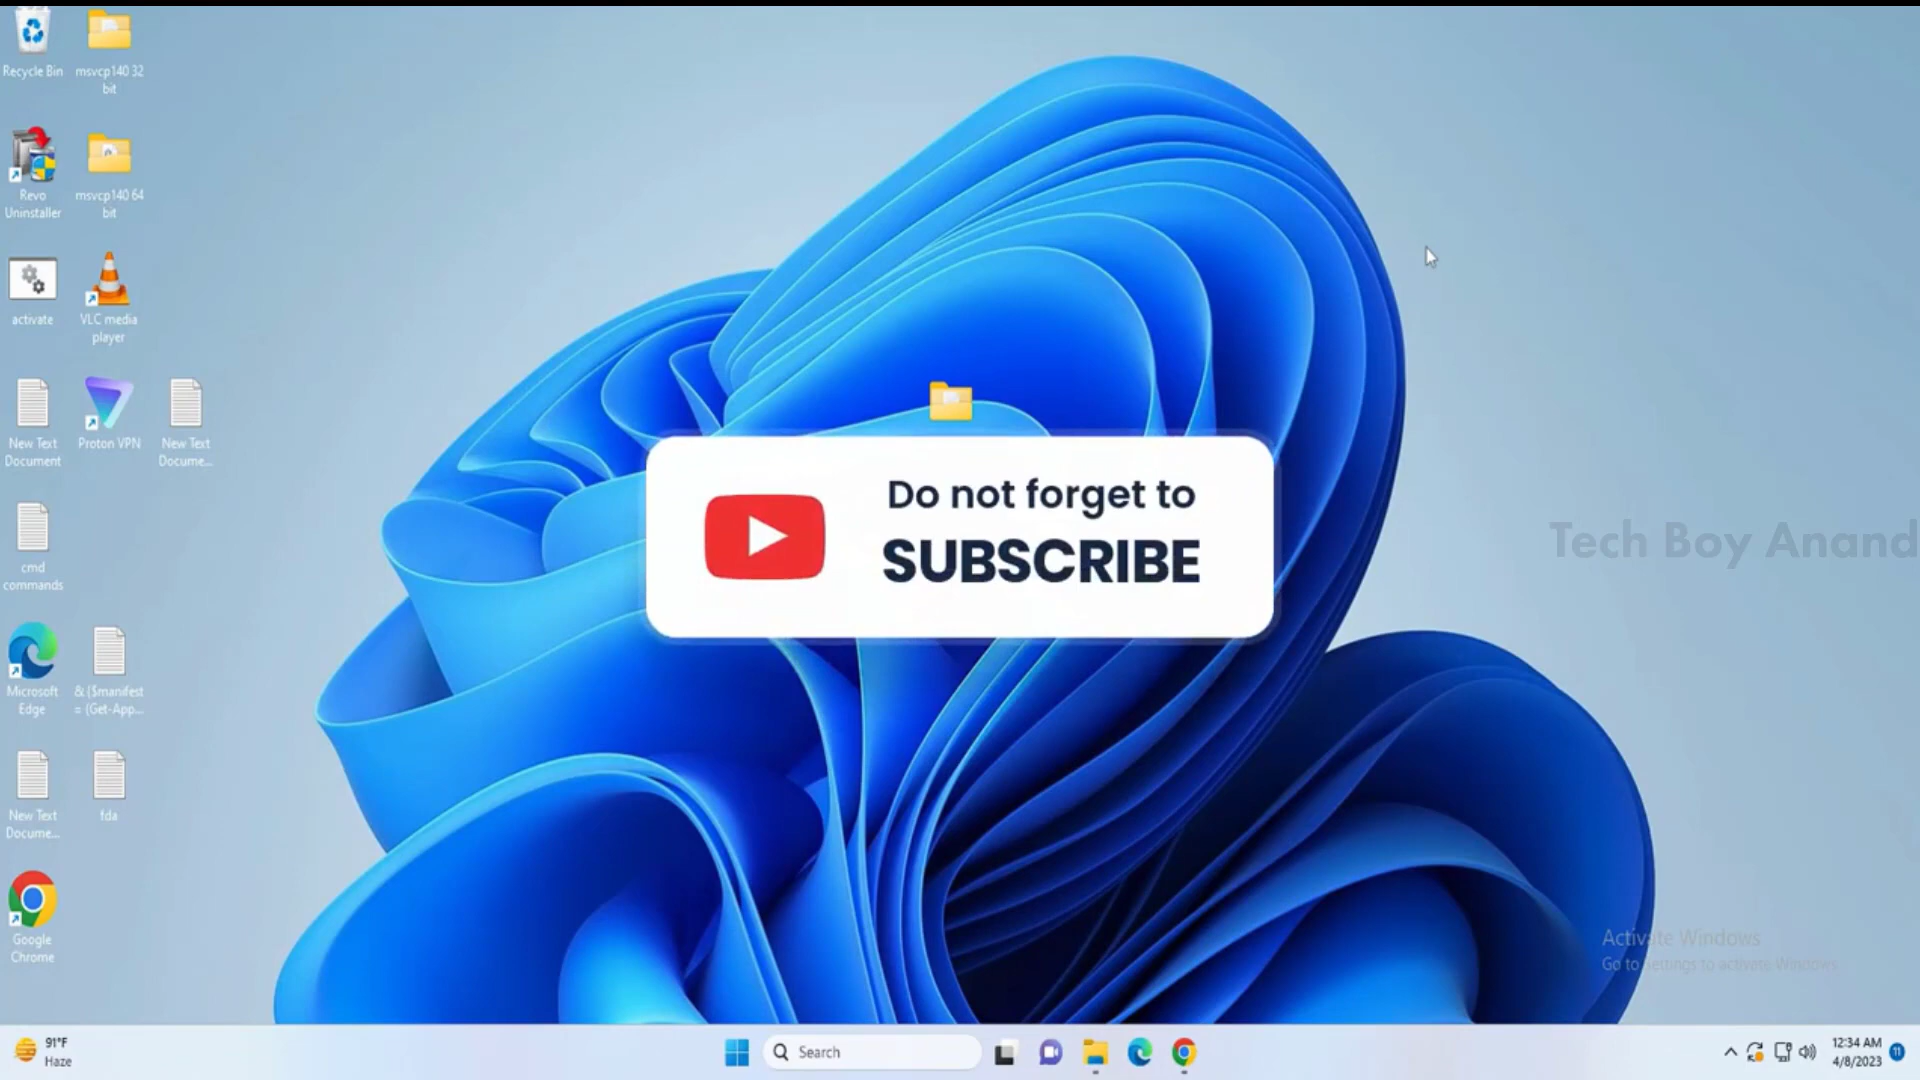 Recycle Bin
msvcp140 32
bit
Revo
Uninstaller
msvcp140 64
bit
activate
VLC media
player
New Text
Document
Proton VPN
New Text
Docume...
cmd
commands
Microsoft
Edge
& ($manifest
= (Get-App...
New Text
Docume...
fda
Google
Chrome
Do not forget to
SUBSCRIBE
Tech Boy Anand
Activate Windows
Go to Settings to activate Windows.
91°F
Haze
Search
12:34 AM
4/8/2023
11